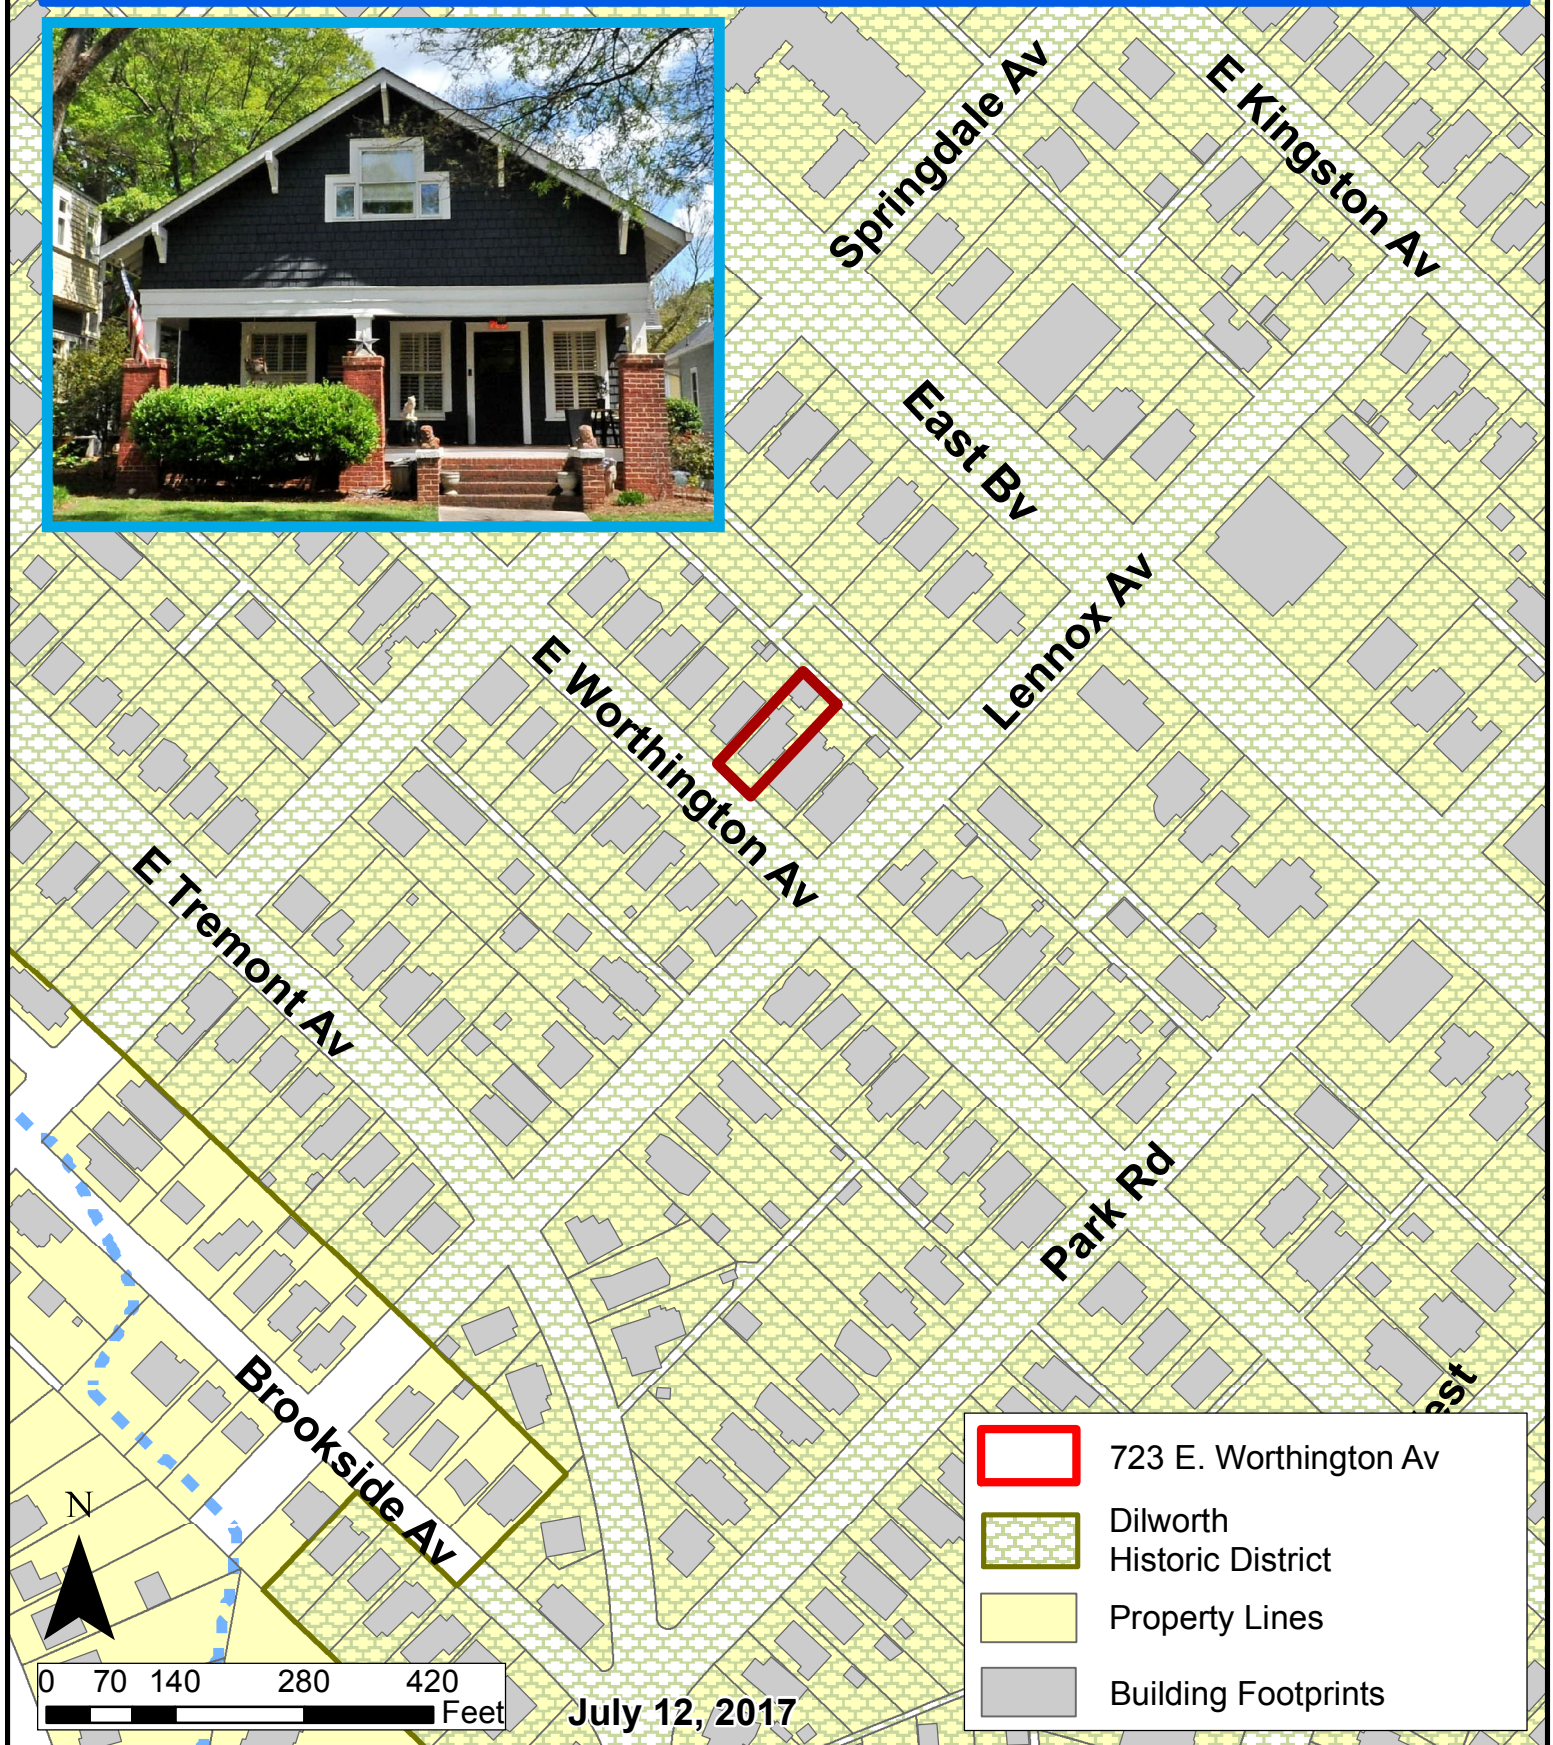 Springdale Av
E Kingston Av
East Bv
Lennox Av
E Worthington Av
E Tremont Av
Park Rd
Brookside Av
est
723 E. Worthington Av
Dilworth
Historic District
Property Lines
Building Footprints
N
0 70 140 280 420
Feet
July 12, 2017